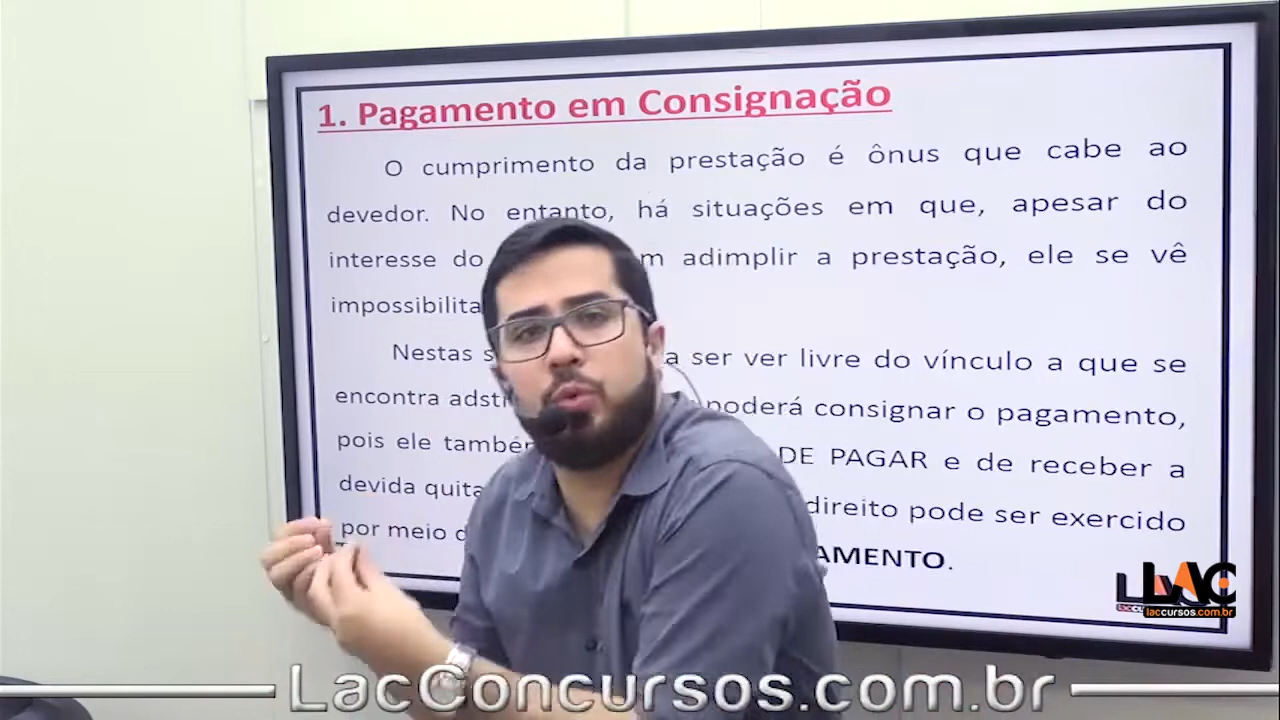 1. Pagamento em Consignação
O cumprimento da prestação é ônus que cabe ao
devedor. No entanto, há situações em que, apesar do
interesse do m adimplir a prestação, ele se vê
impossibilita
Nestas s a ser ver livre do vínculo a que se
encontra adst poderá consignar o pagamento,
pois ele também DE PAGAR e de receber a
devida quita direito pode ser exercido
por meio d AMENTO.
LAC
laccursos.com.br
LacConcursos.com.br